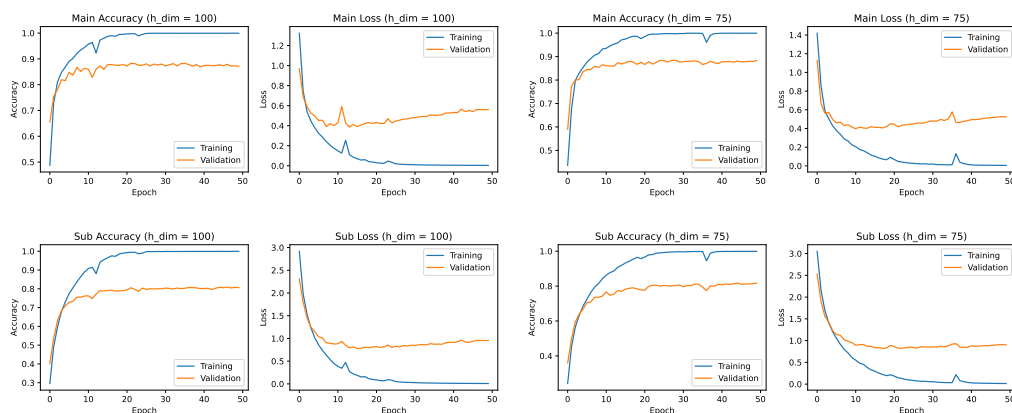 Main Accuracy (h_dim = 100)
Accuracy
1.0
0.9
0.8
0.7
0.6
0.5
Training
Validation
0 10 20 30 40 50
Epoch
Main Loss (h_dim = 100)
Loss
1.2
1.0
0.8
0.6
0.4
0.2
0.0
Training
Validation
0 10 20 30 40 50
Epoch
Main Accuracy (h_dim = 75)
Accuracy
1.0
0.9
0.8
0.7
0.6
0.5
Training
Validation
0 10 20 30 40 50
Epoch
Main Loss (h_dim = 75)
Loss
1.4
1.2
1.0
0.8
0.6
0.4
0.2
0.0
Training
Validation
0 10 20 30 40 50
Epoch
Sub Accuracy (h_dim = 100)
Accuracy
1.0
0.9
0.8
0.7
0.6
0.5
0.4
0.3
Training
Validation
0 10 20 30 40 50
Epoch
Sub Loss (h_dim = 100)
Loss
3.0
2.5
2.0
1.5
1.0
0.5
0.0
Training
Validation
0 10 20 30 40 50
Epoch
Sub Accuracy (h_dim = 75)
Accuracy
1.0
0.8
0.6
0.4
Training
Validation
0 10 20 30 40 50
Epoch
Sub Loss (h_dim = 75)
Loss
3.0
2.5
2.0
1.5
1.0
0.5
0.0
Training
Validation
0 10 20 30 40 50
Epoch